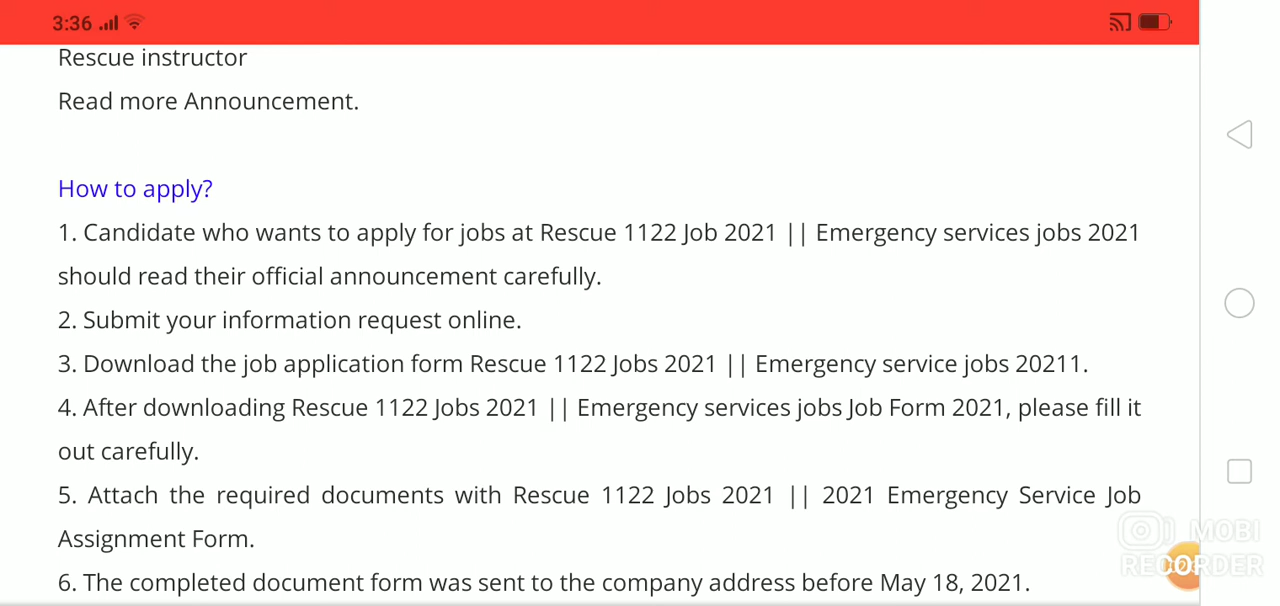 3:36
Rescue instructor
Read more Announcement.
How to apply?
1. Candidate who wants to apply for jobs at Rescue 1122 Job 2021 || Emergency services jobs 2021
should read their official announcement carefully.
2. Submit your information request online.
3. Download the job application form Rescue 1122 Jobs 2021 || Emergency service jobs 20211.
4. After downloading Rescue 1122 Jobs 2021 || Emergency services jobs Job Form 2021, please fill it
out carefully.
5. Attach the required documents with Rescue 1122 Jobs 2021 || 2021 Emergency Service Job
Assignment Form.
6. The completed document form was sent to the company address before May 18, 2021.
MOBI
RECORDER